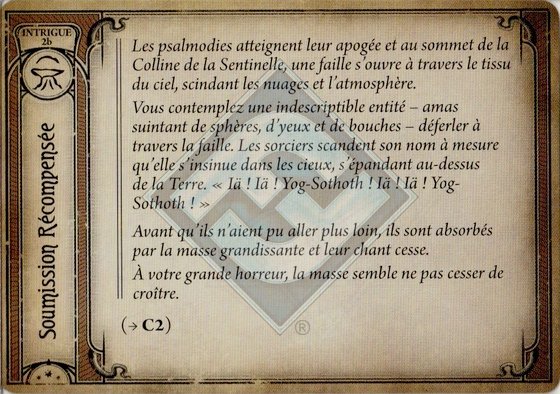 INTRIGUE
2b
Soumission Récompensée
Les psalmodies atteignent leur apogée et au sommet de la
Colline de la Sentinelle, une faille s'ouvre à travers le tissu
du ciel, scindant les nuages et l'atmosphère.
Vous contemplez une indescriptible entité – amas
suintant de sphères, d'yeux et de bouches – déferler à
travers la faille. Les sorciers scandent son nom à mesure
qu'elle s'insinue dans les cieux, s'épandant au-dessus
de la Terre. « Iä ! Iä ! Yog-Sothoth ! Iä ! Iä ! Yog-
Sothoth ! »
Avant qu'ils n'aient pu aller plus loin, ils sont absorbés
par la masse grandissante et leur chant cesse.
À votre grande horreur, la masse semble ne pas cesser de
croître.
(→ C2)
®